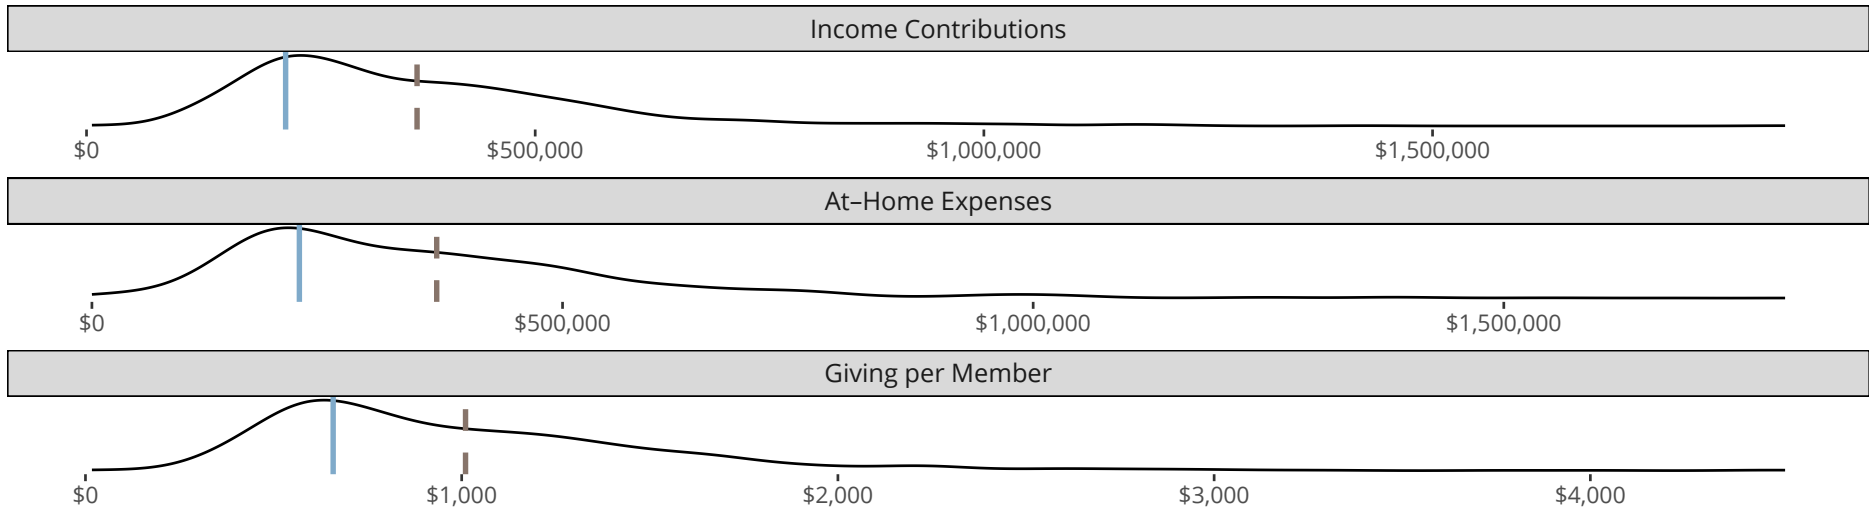 Income Contributions
$0 $500,000 $1,000,000 $1,500,000
At–Home Expenses
$0 $500,000 $1,000,000 $1,500,000
Giving per Member
$0 $1,000 $2,000 $3,000 $4,000